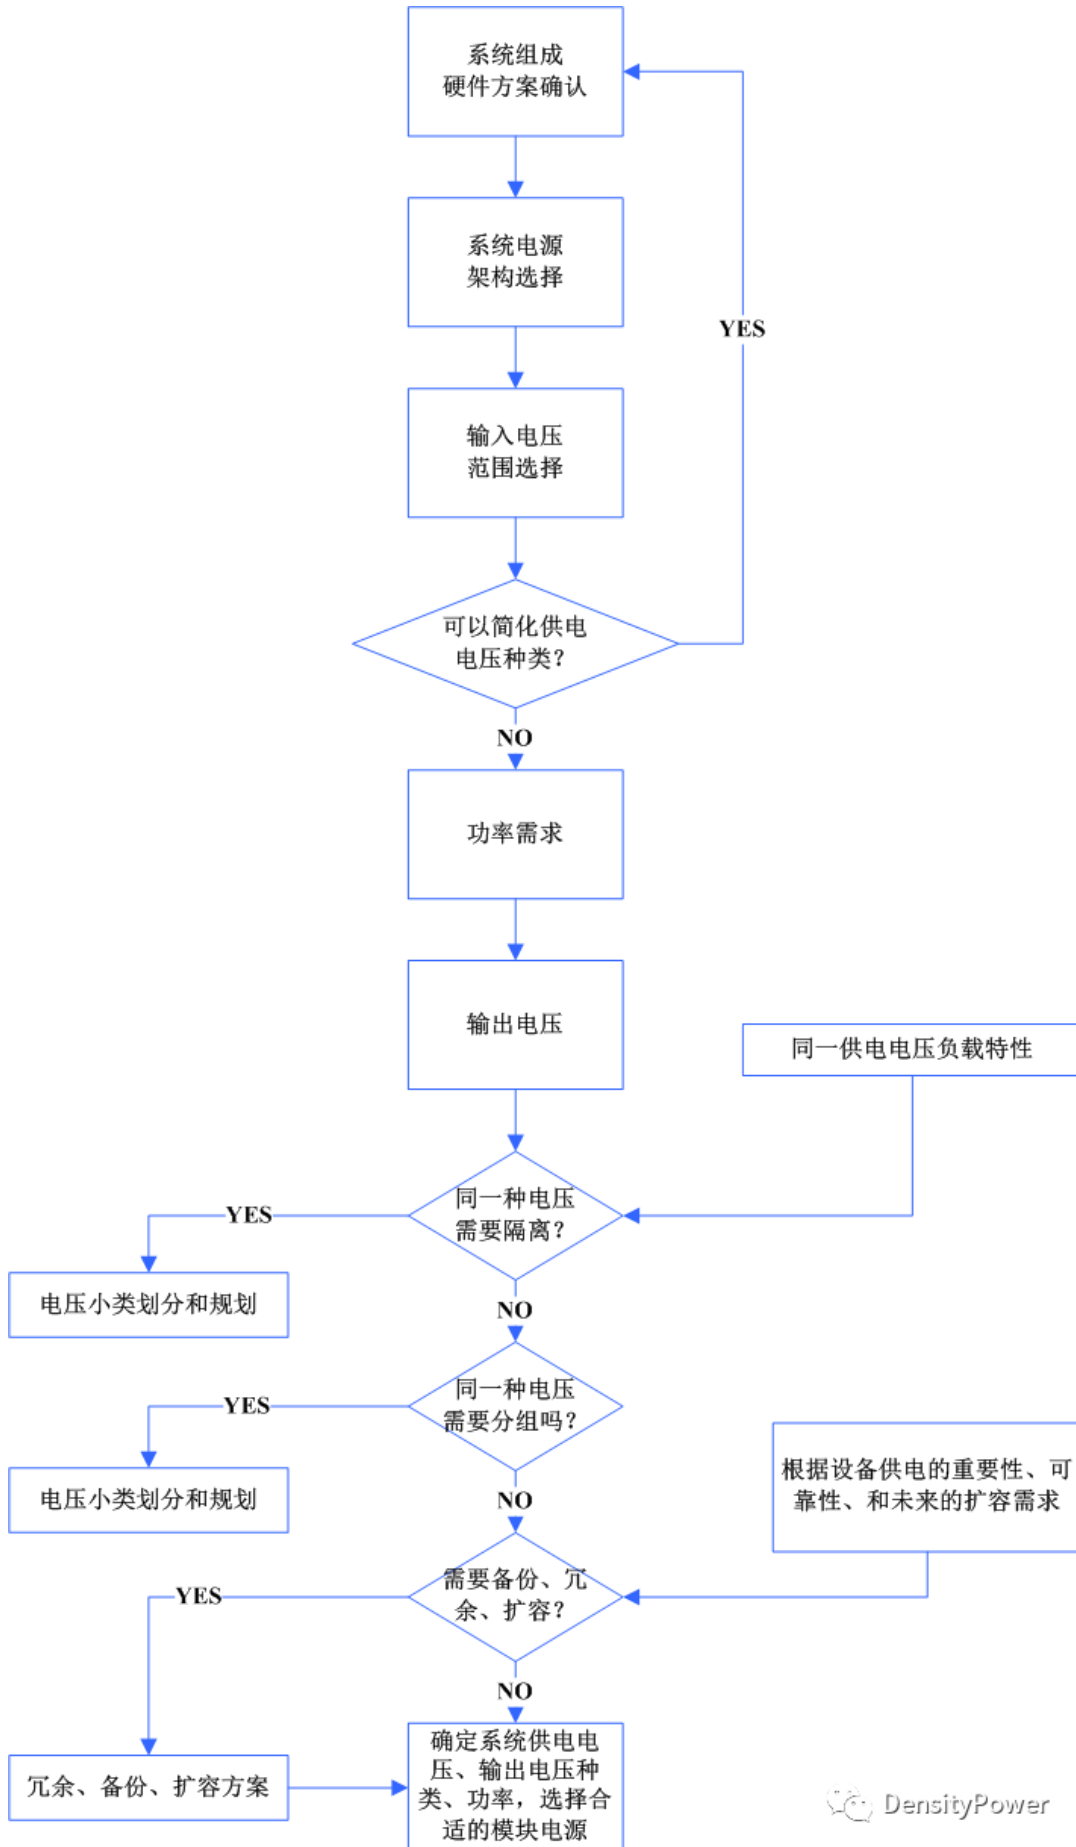 系统组成
硬件方案确认
系统电源
架构选择
YES
输入电压
范围选择
可以简化供电
电压种类？
NO
功率需求
输出电压
同一供电电压负载特性
同一种电压
需要隔离？
YES
电压小类划分和规划
NO
同一种电压
需要分组吗？
YES
电压小类划分和规划
根据设备供电的重要性、可
靠性、和未来的扩容需求
NO
需要备份、冗
余、扩容？
YES
NO
冗余、备份、扩容方案
确定系统供电电
压、输出电压种
类、功率，选择合
适的模块电源
DensityPower